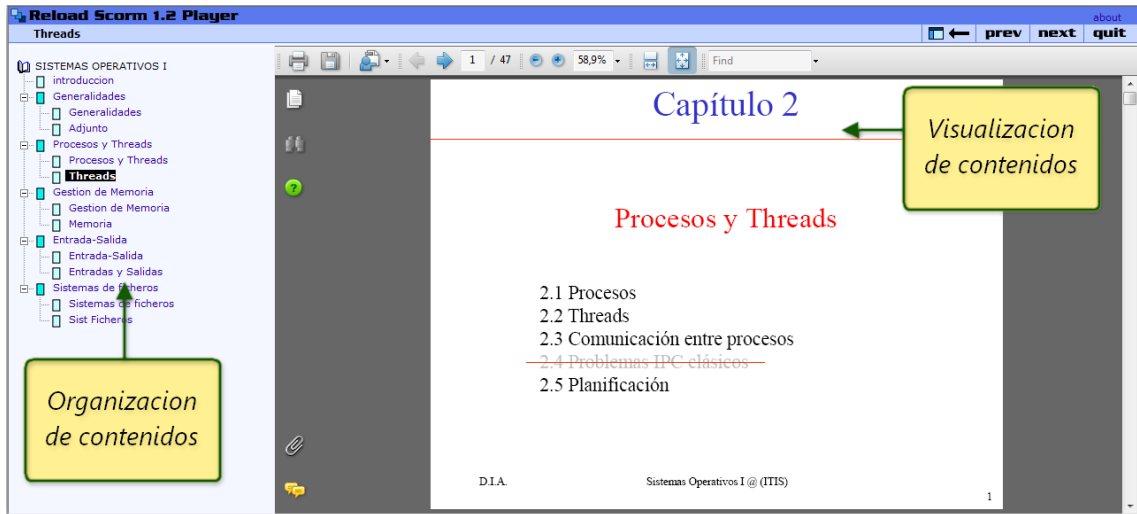 Reload Scorm 1.2 Player
about
Threads
prev next quit
SISTEMAS OPERATIVOS I
introduccion
Generalidades
Generalidades
Adjunto
Procesos y Threads
Procesos y Threads
Threads
Gestion de Memoria
Gestion de Memoria
Memoria
Entrada-Salida
Entrada-Salida
Entradas y Salidas
Sistemas de ficheros
Sistemas de ficheros
Sist Ficheros
Organizacion
de contenidos
1 / 47 58,9% Find
Capítulo 2
Visualizacion
de contenidos
Procesos y Threads
2.1 Procesos
2.2 Threads
2.3 Comunicación entre procesos
2.4 Problemas IPC clásicos
2.5 Planificación
D.I.A. Sistemas Operativos I @ (ITIS)
1